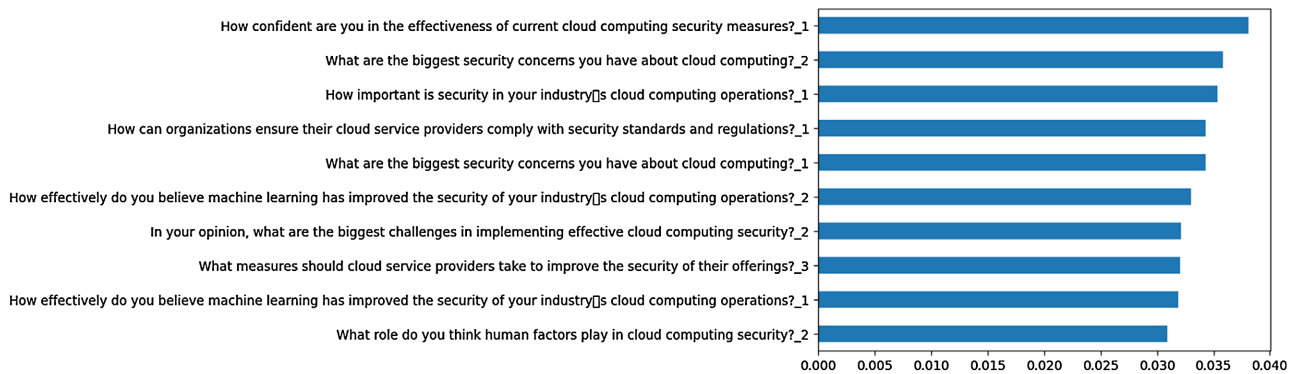 How confident are you in the effectiveness of current cloud computing security measures?_1
What are the biggest security concerns you have about cloud computing?_2
How important is security in your industry▯s cloud computing operations?_1
How can organizations ensure their cloud service providers comply with security standards and regulations?_1
What are the biggest security concerns you have about cloud computing?_1
How effectively do you believe machine learning has improved the security of your industry▯s cloud computing operations?_2
In your opinion, what are the biggest challenges in implementing effective cloud computing security?_2
What measures should cloud service providers take to improve the security of their offerings?_3
How effectively do you believe machine learning has improved the security of your industry▯s cloud computing operations?_1
What role do you think human factors play in cloud computing security?_2
0.000 0.005 0.010 0.015 0.020 0.025 0.030 0.035 0.040